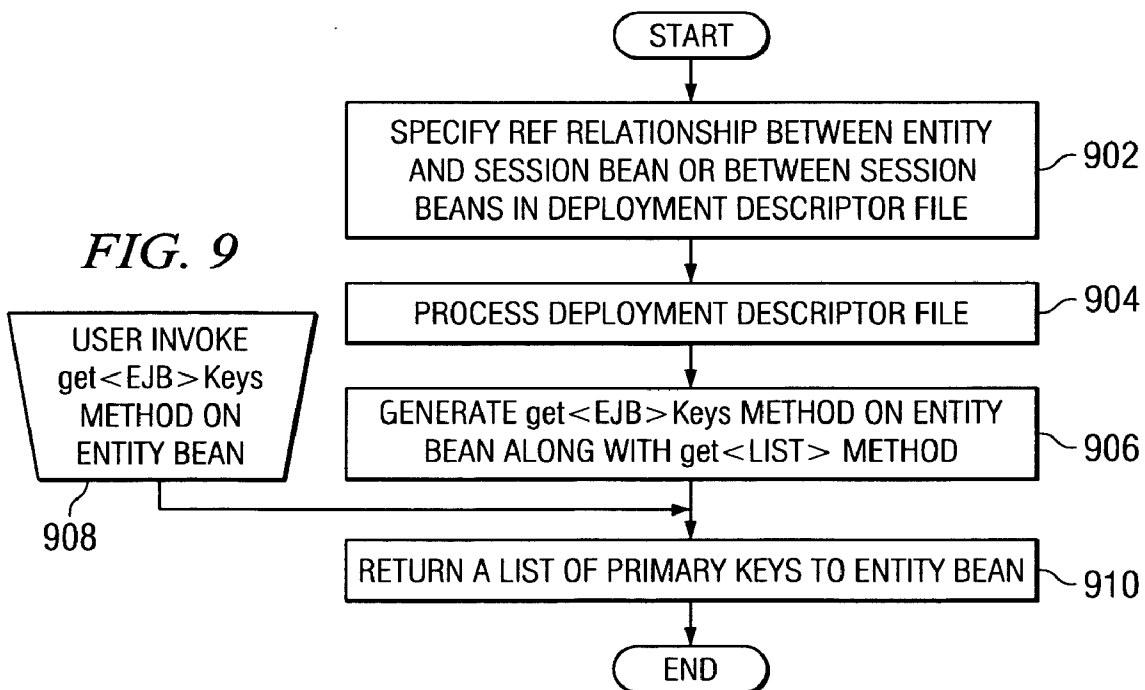 START
SPECIFY REF RELATIONSHIP BETWEEN ENTITY
AND SESSION BEAN OR BETWEEN SESSION
BEANS IN DEPLOYMENT DESCRIPTOR FILE
902
FIG. 9
PROCESS DEPLOYMENT DESCRIPTOR FILE
904
USER INVOKE
get<EJB>Keys
METHOD ON
ENTITY BEAN
908
GENERATE get<EJB>Keys METHOD ON ENTITY
BEAN ALONG WITH get<LIST> METHOD
906
RETURN A LIST OF PRIMARY KEYS TO ENTITY BEAN
910
END